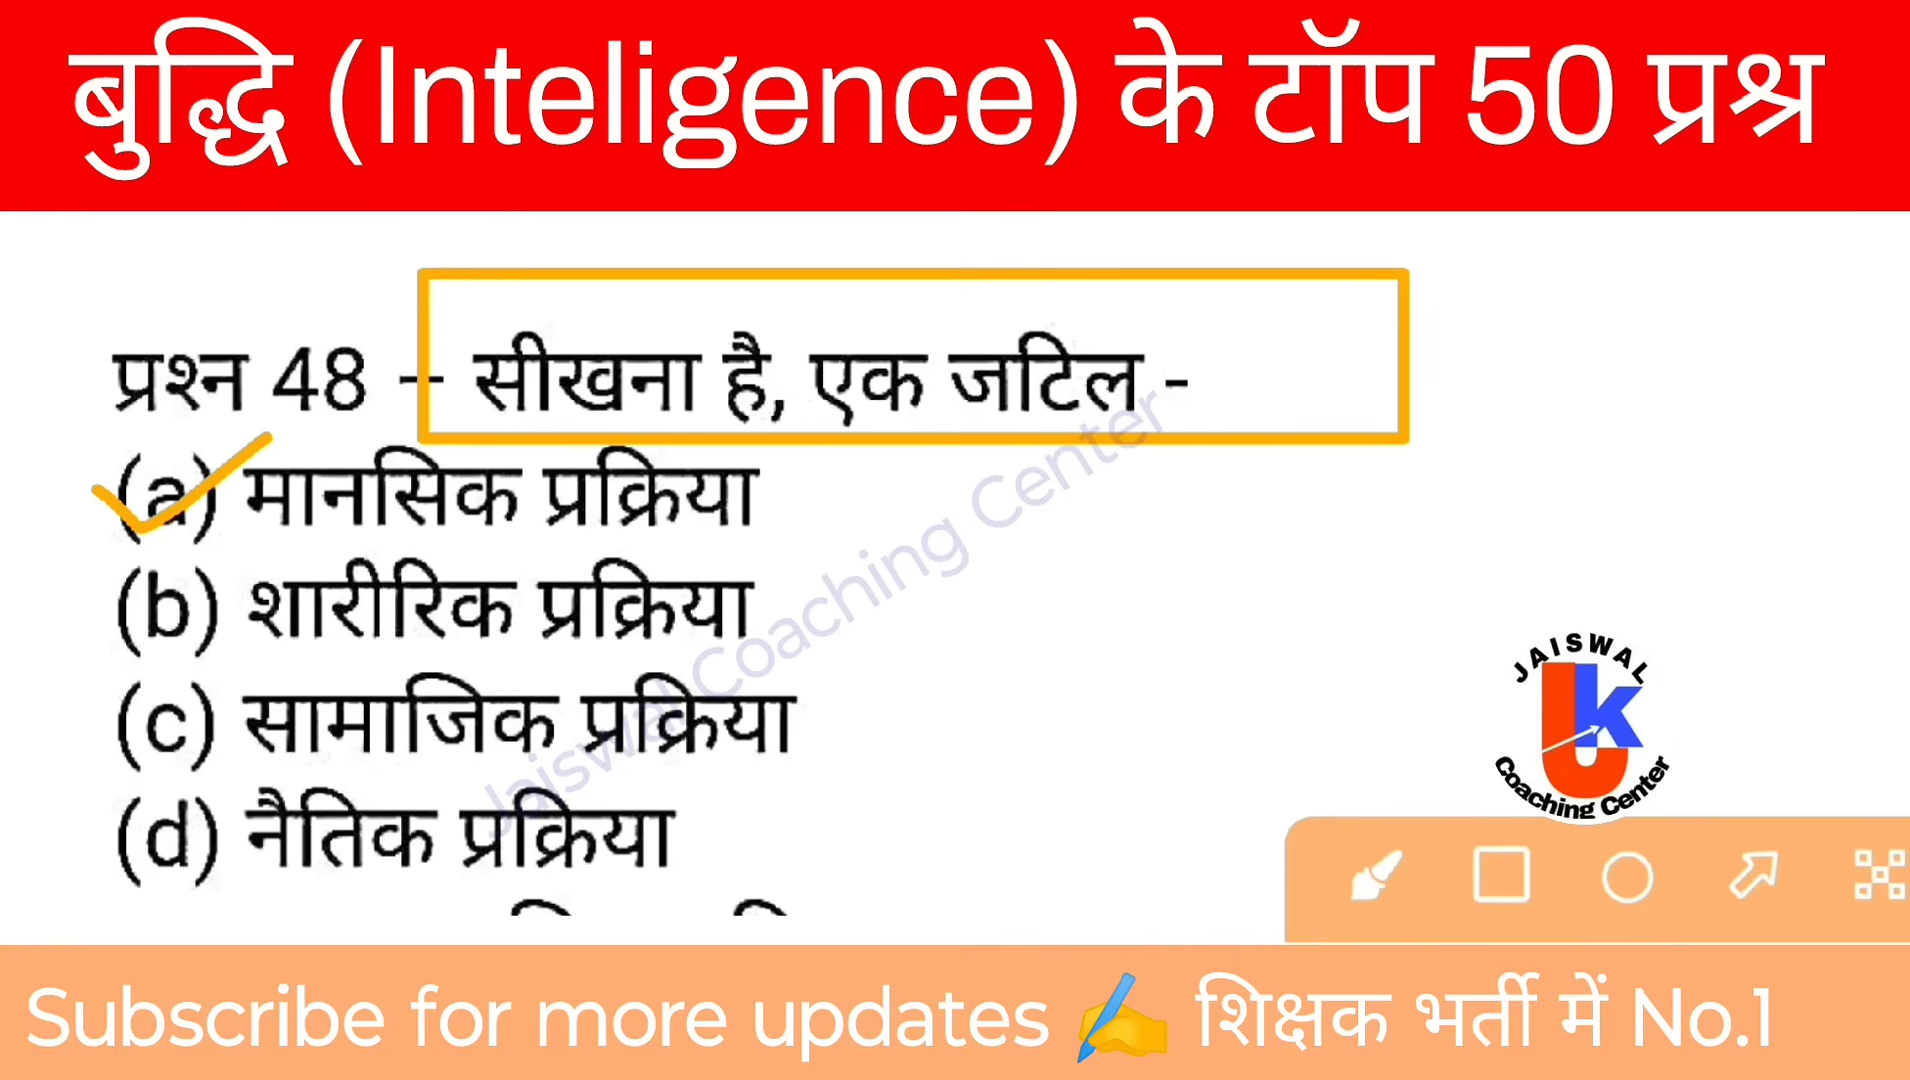 बुद्धि (Inteligence) के टॉप 50 प्रश्र
प्रश्न 48 - सीखना है, एक जटिल -
(a) मानसिक प्रक्रिया
(b) शारीरिक प्रक्रिया
(c) सामाजिक प्रक्रिया
(d) नैतिक प्रक्रिया
Jaiswal Coaching Center
JAISWAL
Jk
Coaching Center
Subscribe for more updates ✍️ शिक्षक भर्ती में No.1